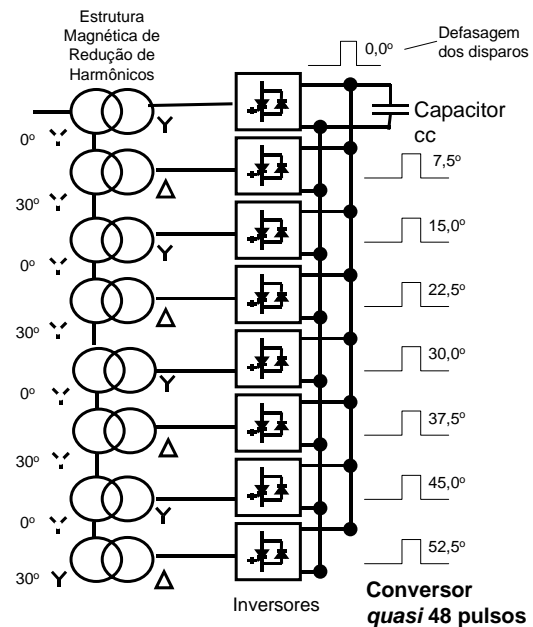 Estrutura
Magnética de
Redução de
Harmônicos
0,0º
Defasagem
dos disparos
Capacitor
cc
0º
7,5º
30º
15,0º
0º
22,5º
30º
30,0º
0º
37,5º
30º
45,0º
0º
52,5º
30º
Inversores
Conversor
quasi 48 pulsos